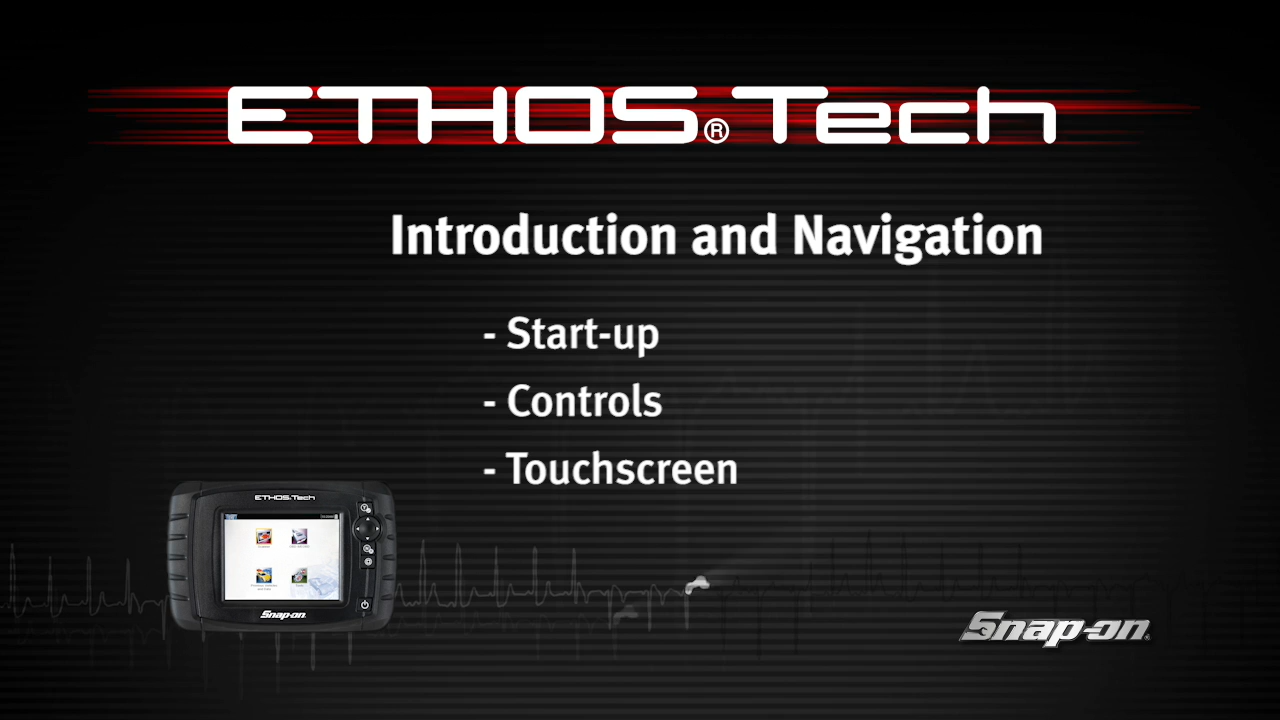 ETHOS® Tech
Introduction and Navigation
- Start-up
- Controls
- Touchscreen
ETHOS® Tech
Snap-on
Snap-on®